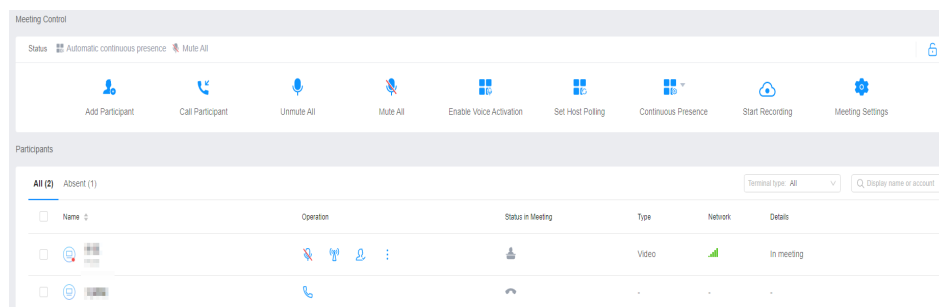 Meeting Control
Status Automatic continuous presence Mute All
Add Participant Call Participant Unmute All Mute All Enable Voice Activation Set Host Polling Continuous Presence Start Recording Meeting Settings
Participants
All (2) Absent (1) Terminal type: All Display name or account
Name Operation Status in Meeting Type Network Details
Video In meeting
- - -